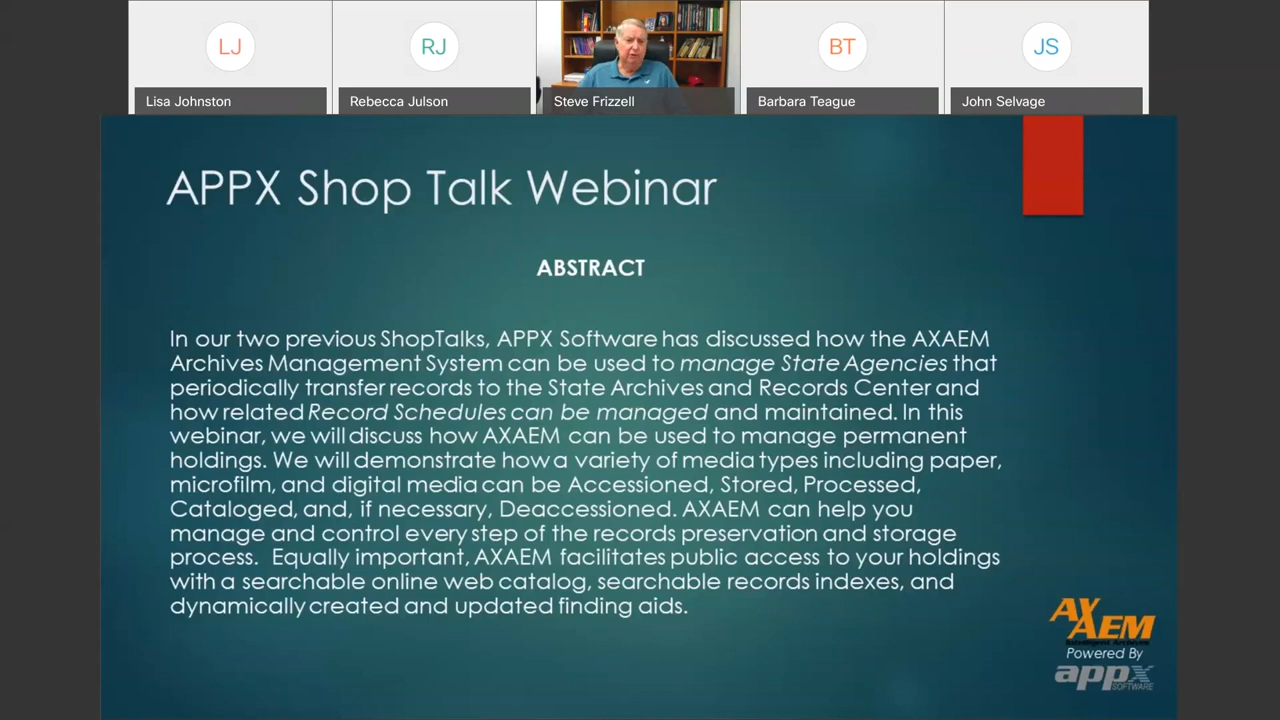 LJ
RJ
BT
JS
Lisa Johnston
Rebecca Julson
Steve Frizzell
Barbara Teague
John Selvage
APPX Shop Talk Webinar
ABSTRACT
In our two previous ShopTalks, APPX Software has discussed how the AXAEM
Archives Management System can be used to manage State Agencies that
periodically transfer records to the State Archives and Records Center and
how related Record Schedules can be managed and maintained. In this
webinar, we will discuss how AXAEM can be used to manage permanent
holdings. We will demonstrate how a variety of media types including paper,
microfilm, and digital media can be Accessioned, Stored, Processed,
Cataloged, and, if necessary, Deaccessioned. AXAEM can help you
manage and control every step of the records preservation and storage
process. Equally important, AXAEM facilitates public access to your holdings
with a searchable online web catalog, searchable records indexes, and
dynamically created and updated finding aids.
AXAEM
Powered By
appx
SOFTWARE